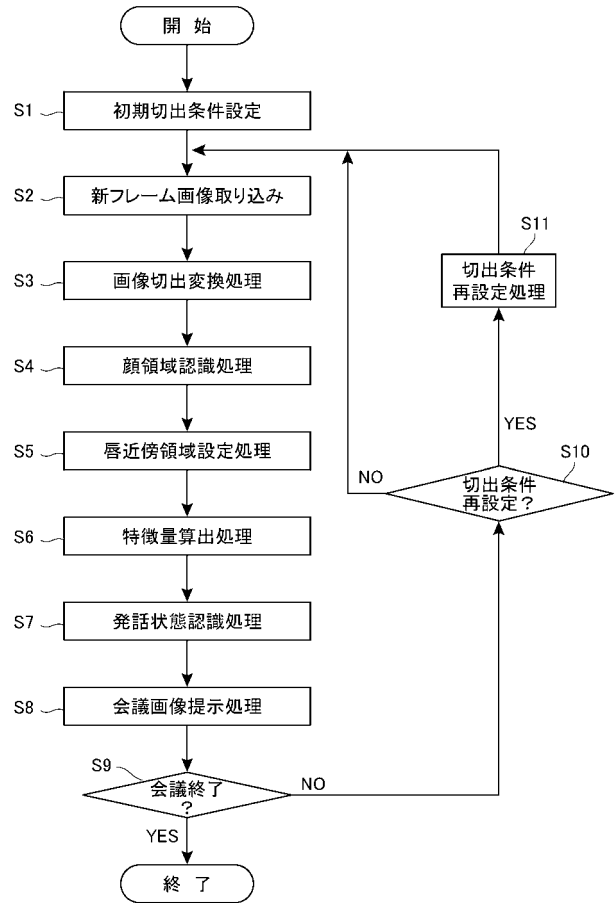 開 始
S1
初期切出条件設定
S2
新フレーム画像取り込み
S3
画像切出変換処理
S4
顔領域認識処理
S5
唇近傍領域設定処理
S6
特徴量算出処理
S7
発話状態認識処理
S8
会議画像提示処理
S9
会議終了
?
NO
YES
終 了
S10
切出条件
再設定?
NO
YES
S11
切出条件
再設定処理